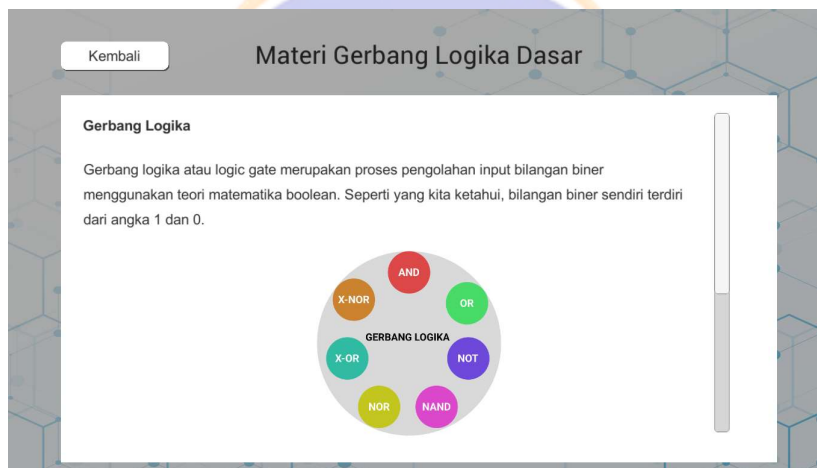 Kembali
Materi Gerbang Logika Dasar
Gerbang Logika
Gerbang logika atau logic gate merupakan proses pengolahan input bilangan biner
menggunakan teori matematika boolean. Seperti yang kita ketahui, bilangan biner sendiri terdiri
dari angka 1 dan 0.
AND
X-NOR
OR
GERBANG LOGIKA
X-OR
NOT
NOR
NAND